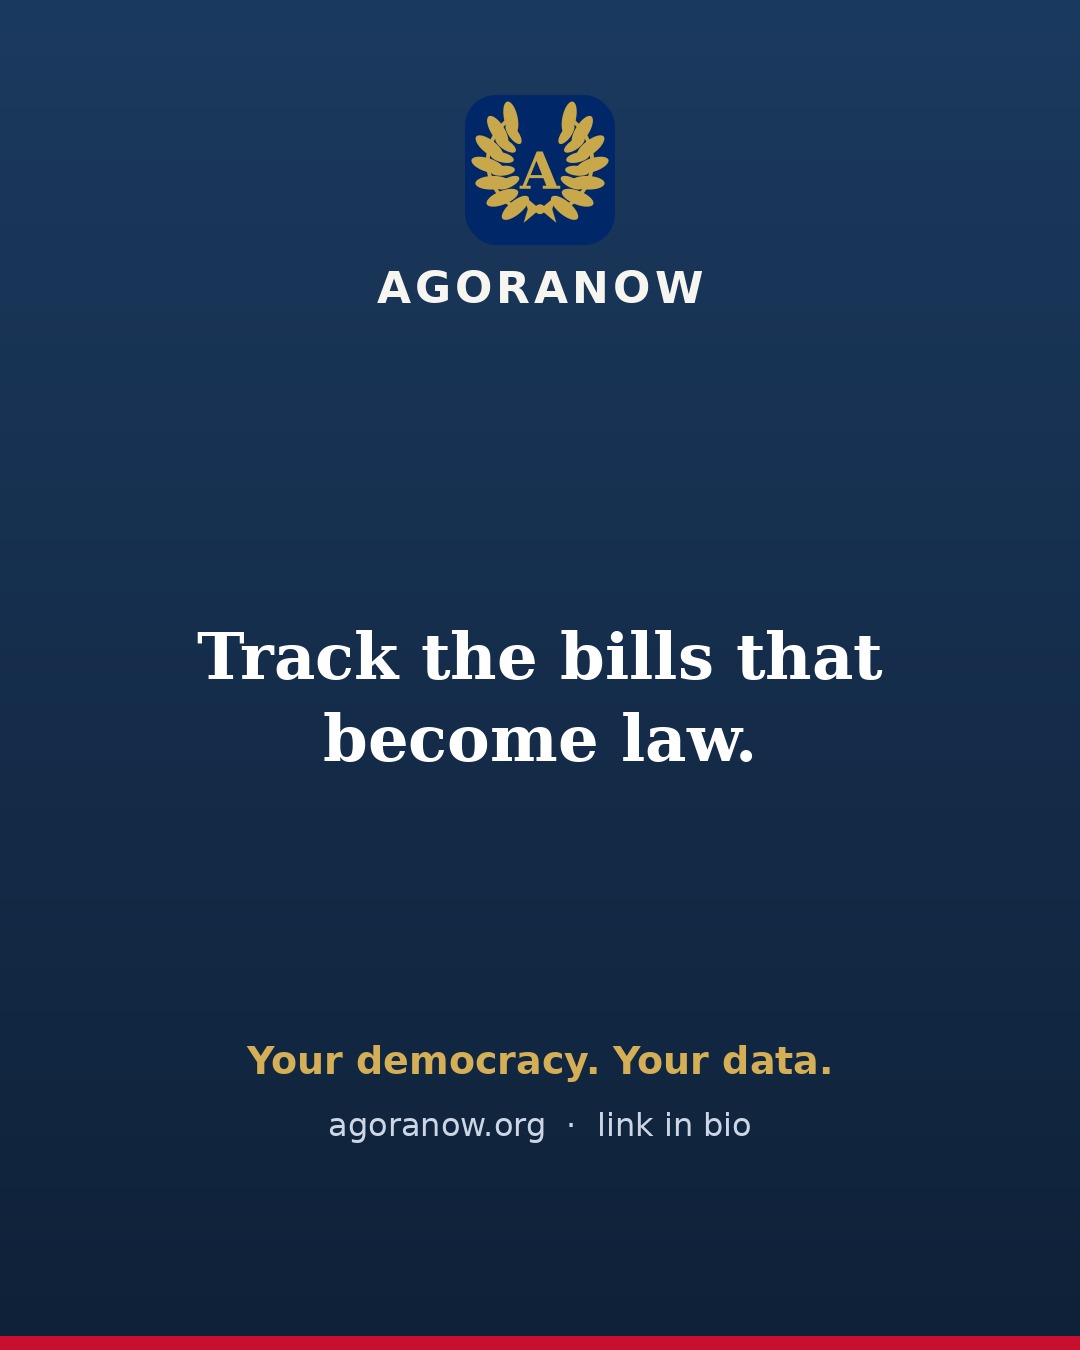 A
AGORANOW
Track the bills that
become law.
Your democracy. Your data.
agoranow.org · link in bio